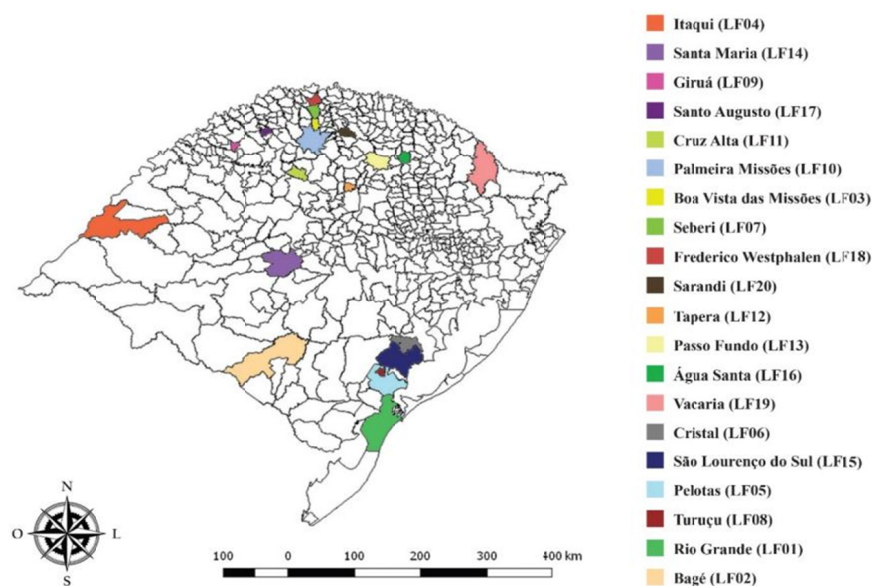 Itaqui (LF04)
Santa Maria (LF14)
Giruá (LF09)
Santo Augusto (LF17)
Cruz Alta (LF11)
Palmeira Missões (LF10)
Boa Vista das Missões (LF03)
Seberi (LF07)
Frederico Westphalen (LF18)
Sarandi (LF20)
Tapera (LF12)
Passo Fundo (LF13)
Água Santa (LF16)
Vacaria (LF19)
Cristal (LF06)
São Lourenço do Sul (LF15)
Pelotas (LF05)
Turuçu (LF08)
Rio Grande (LF01)
Bagé (LF02)
N
O L
S
100 0 100 200 300 400 km